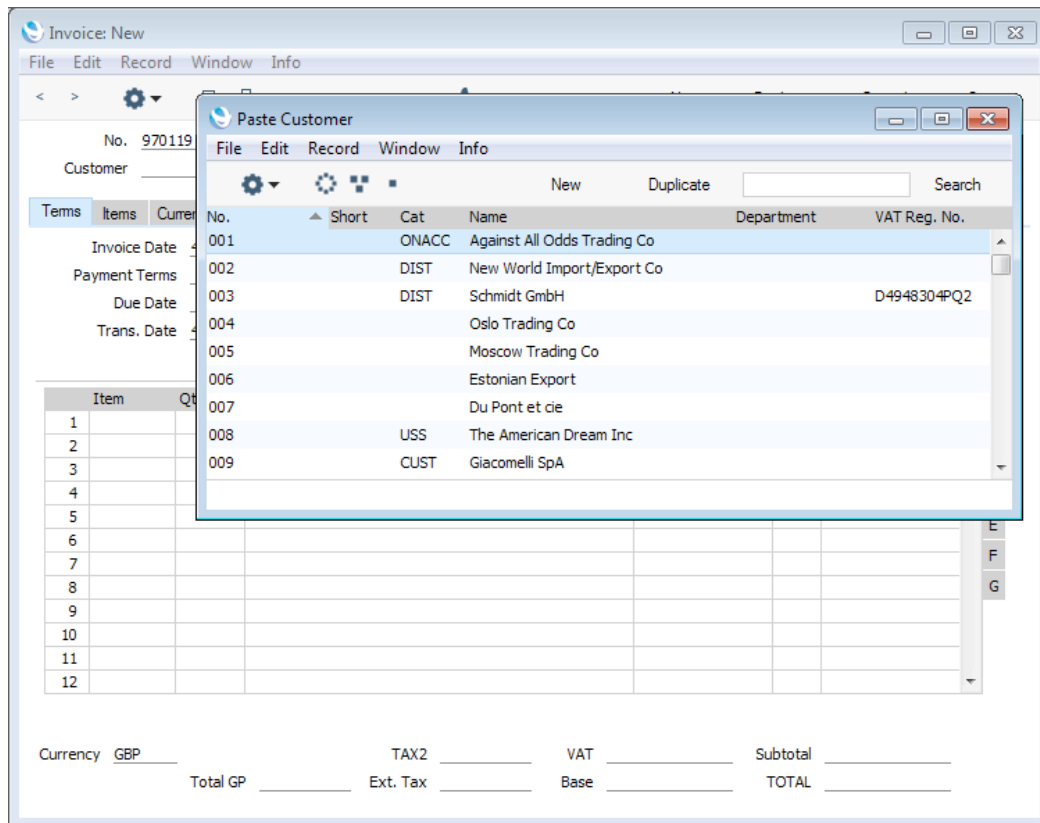 Invoice: New
File Edit Record Window Info
< >
No. 970119
Customer
Terms Items Curren
Invoice Date
Payment Terms
Due Date
Trans. Date
Paste Customer
File Edit Record Window Info
New Duplicate Search
No. Short Cat Name Department VAT Reg. No.
001 ONACC Against All Odds Trading Co
002 DIST New World Import/Export Co
003 DIST Schmidt GmbH D4948304PQ2
004 Oslo Trading Co
005 Moscow Trading Co
006 Estonian Export
007 Du Pont et cie
008 USS The American Dream Inc
009 CUST Giacomelli SpA
Item Qt
1
2
3
4
5
6
7
8
9
10
11
12
E
F
G
Currency GBP TAX2 VAT Subtotal
Total GP Ext. Tax Base TOTAL